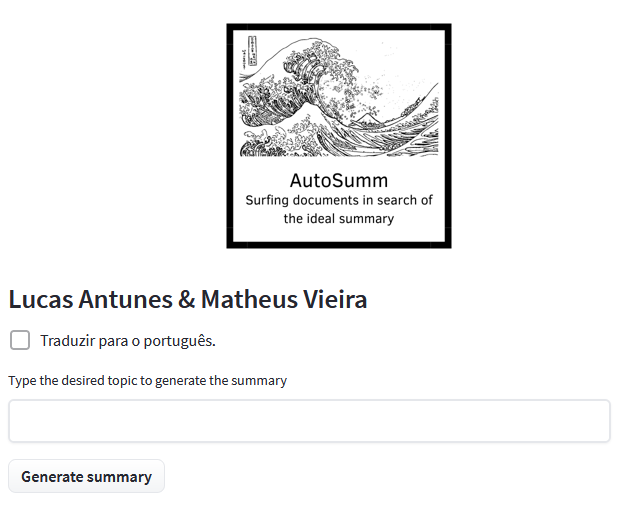 AutoSumm
Surfing documents in search of
the ideal summary
Lucas Antunes & Matheus Vieira
Traduzir para o português.
Type the desired topic to generate the summary
Generate summary